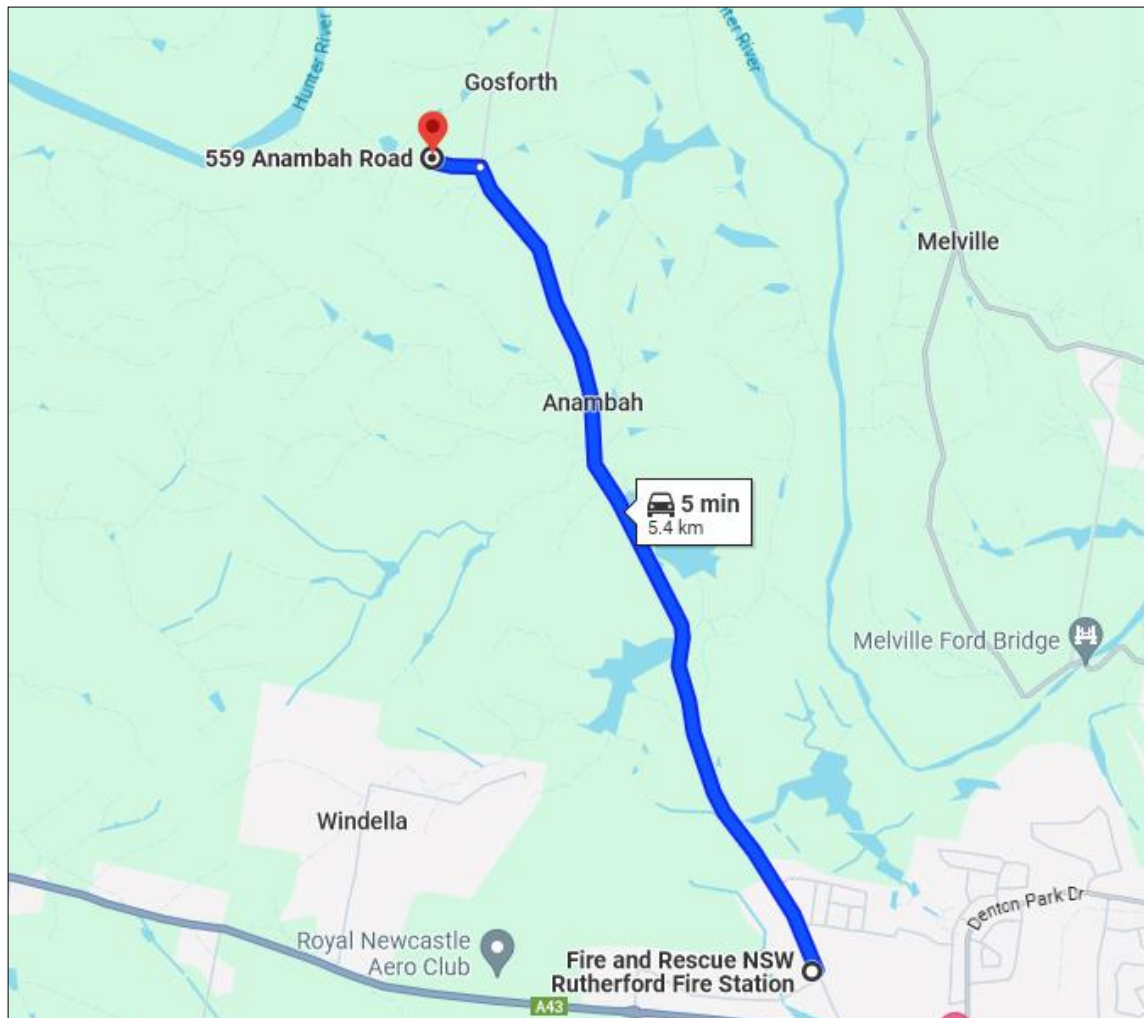 Hunter River
ter River
Gosforth
559 Anambah Road
Melville
Anambah
5 min
5.4 km
Melville Ford Bridge
Windella
Denton Park Dr
Royal Newcastle
Aero Club
Fire and Rescue NSW
Rutherford Fire Station
A43